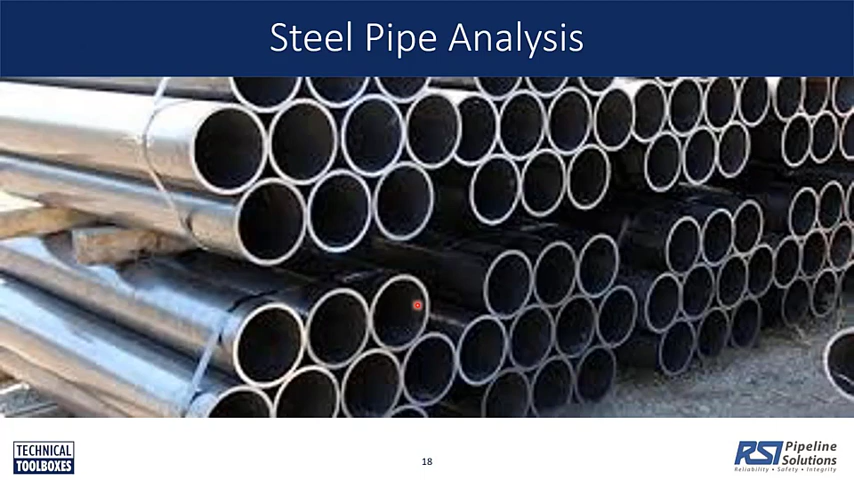 Steel Pipe Analysis
TECHNICAL
TOOLBOXES
18
RSI Pipeline
Solutions
Reliability • Safety • Integrity